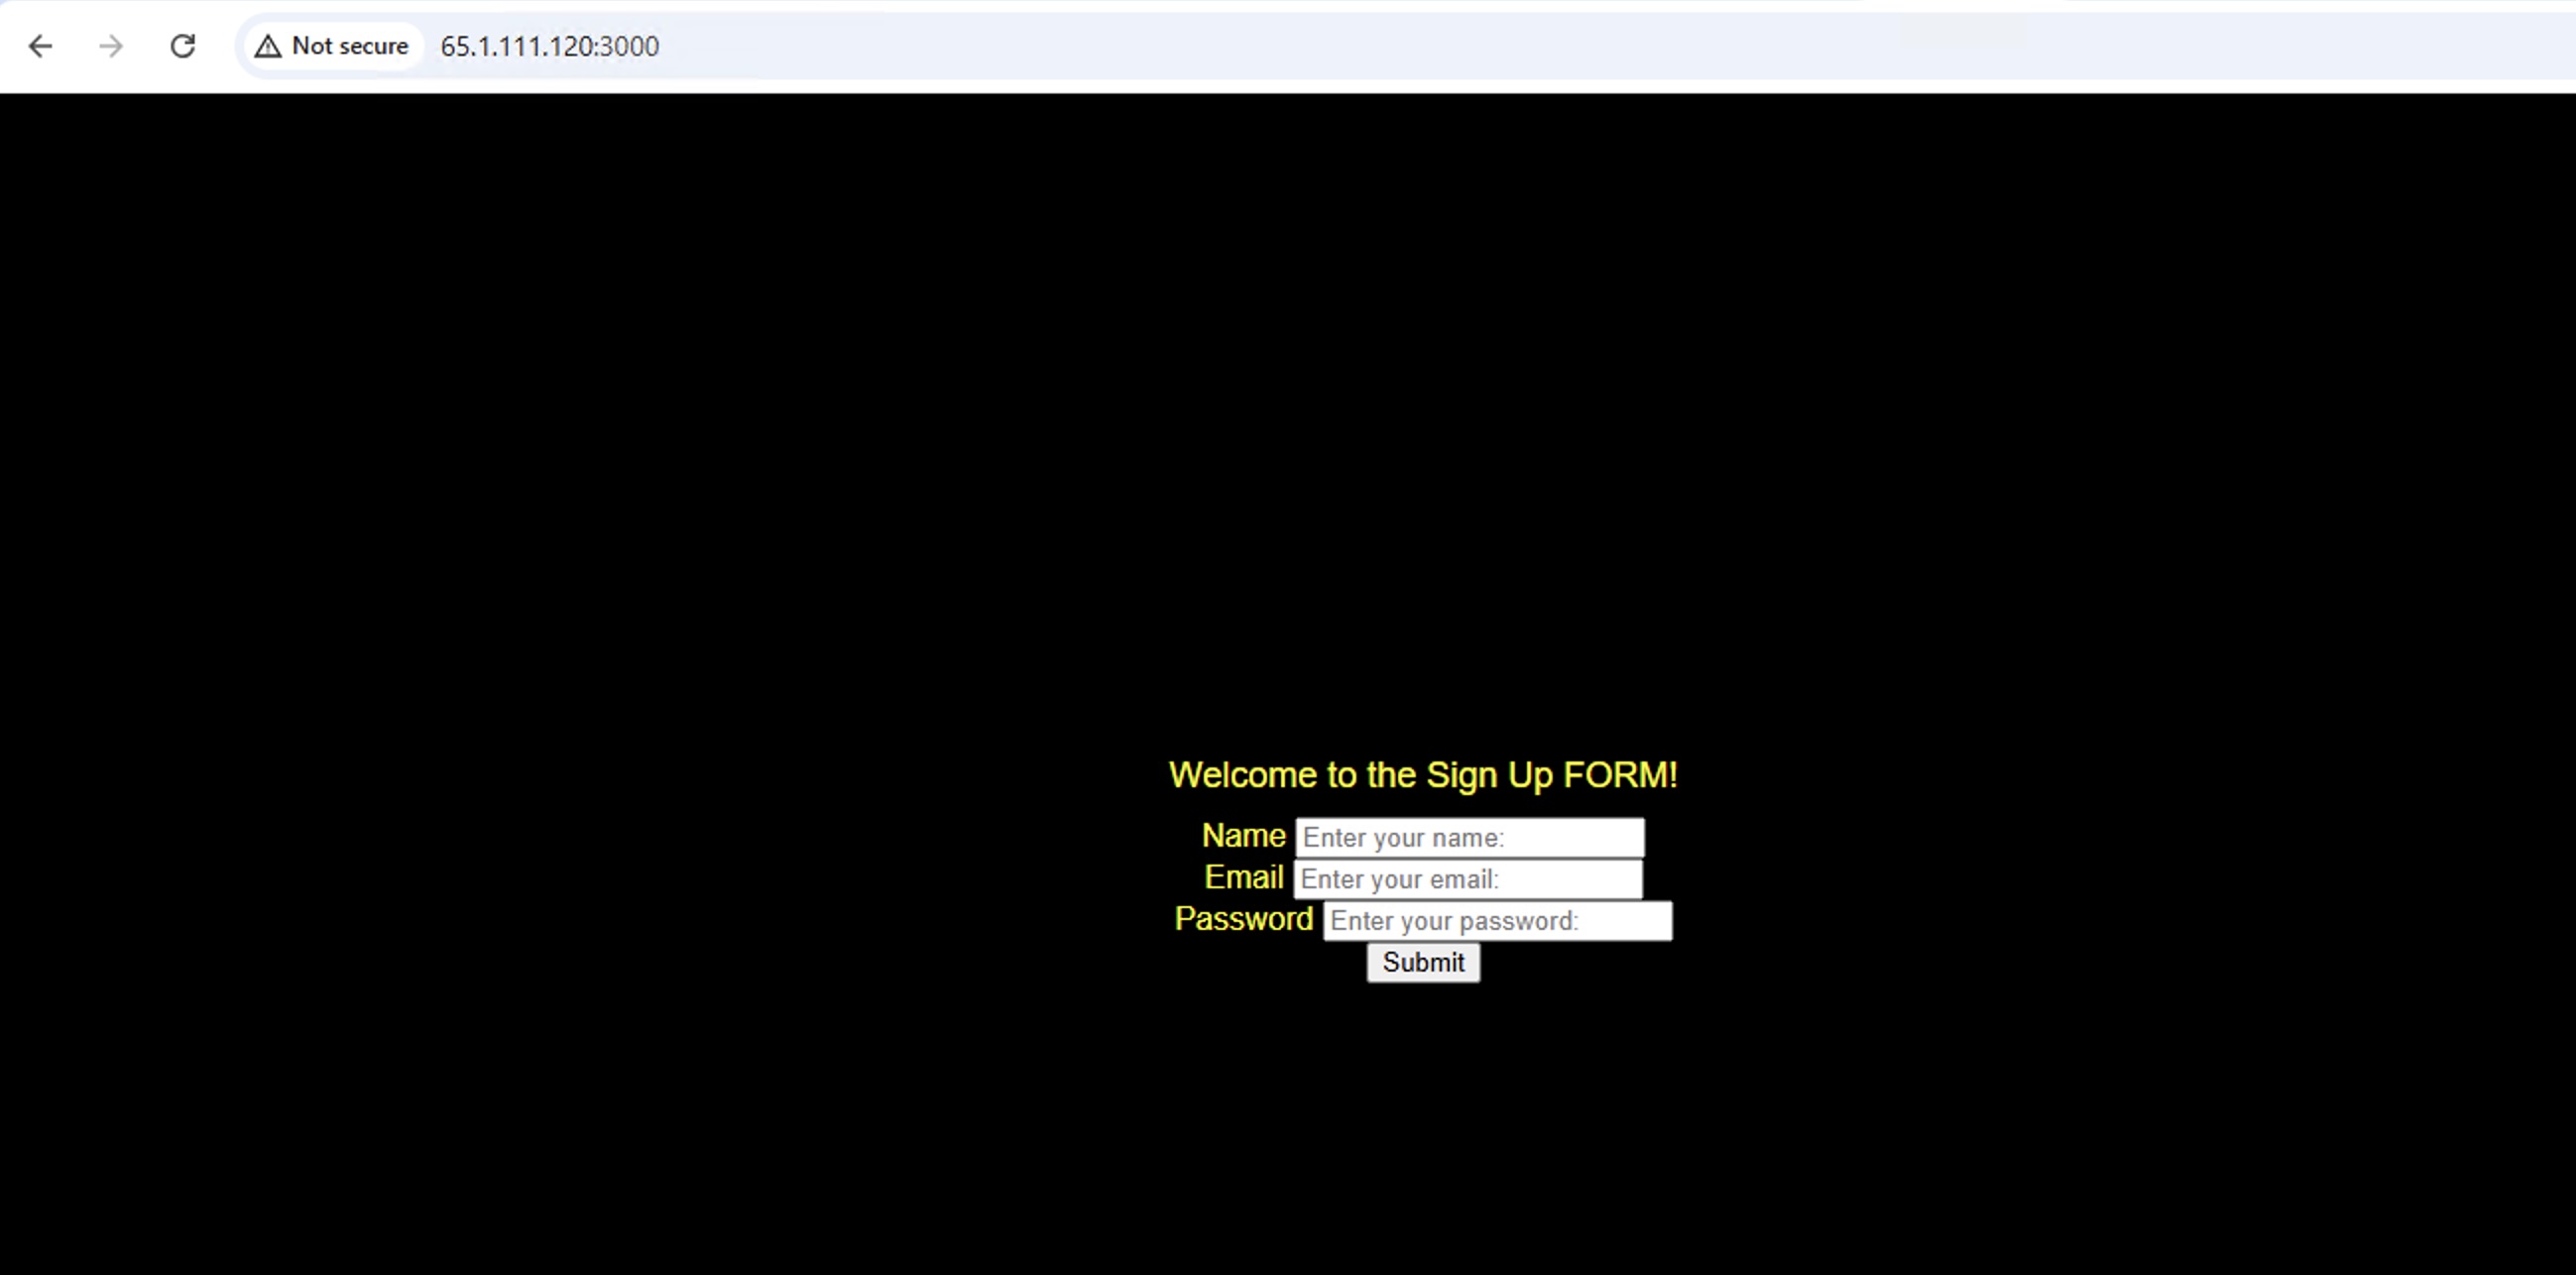 Not secure 65.1.111.120:3000
Welcome to the Sign Up FORM!
Name Enter your name:
Email Enter your email:
Password Enter your password:
Submit